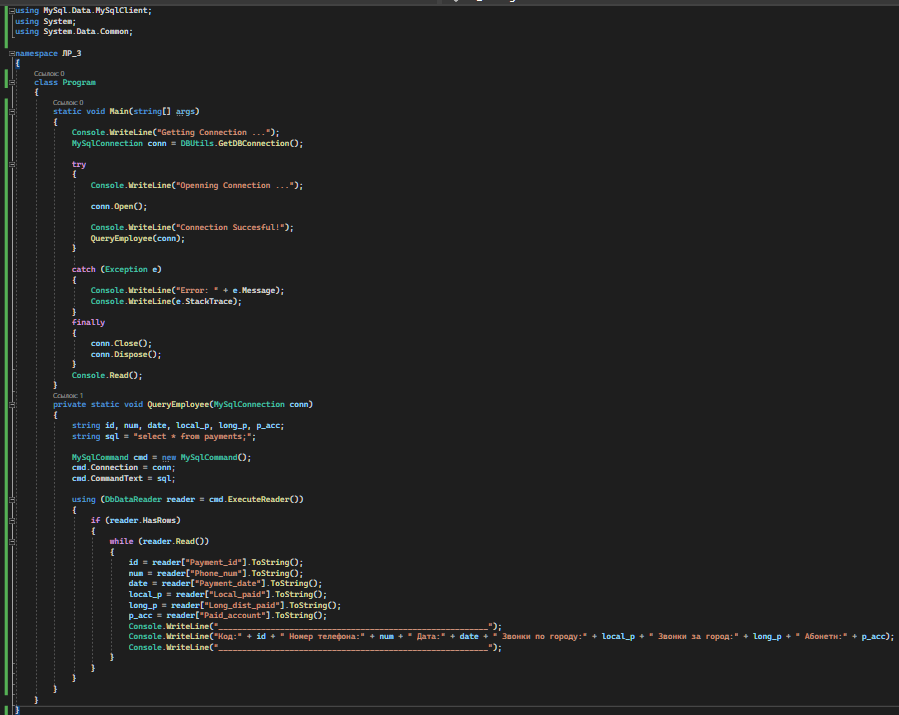 using MySql.Data.MySqlClient;
using System;
using System.Data.Common;
namespace ЛР_3
{
Ссылок: 0
class Program
{
Ссылок: 0
static void Main(string[] args)
{
Console.WriteLine("Getting Connection ...");
MySqlConnection conn = DBUtils.GetDBConnection();
try
{
Console.WriteLine("Openning Connection ...");
conn.Open();
Console.WriteLine("Connection Succesful!");
QueryEmployee(conn);
}
catch (Exception e)
{
Console.WriteLine("Error: " + e.Message);
Console.WriteLine(e.StackTrace);
}
finally
{
conn.Close();
conn.Dispose();
}
Console.Read();
}
Ссылок: 1
private static void QueryEmployee(MySqlConnection conn)
{
string id, num, date, local_p, long_p, p_acc;
string sql = "select * from payments;";
MySqlCommand cmd = new MySqlCommand();
cmd.Connection = conn;
cmd.CommandText = sql;
using (DbDataReader reader = cmd.ExecuteReader())
{
if (reader.HasRows)
{
while (reader.Read())
{
id = reader["Payment_id"].ToString();
num = reader["Phone_num"].ToString();
date = reader["Payment_date"].ToString();
local_p = reader["Local_paid"].ToString();
long_p = reader["Long_dist_paid"].ToString();
p_acc = reader["Paid_account"].ToString();
Console.WriteLine("_________________________________________________________");
Console.WriteLine("Код:" + id + " Номер телефона:" + num + " Дата:" + date + " Звонки по городу:" + local_p + " Звонки за город:" + long_p + " Абонетн:" + p_acc);
Console.WriteLine("_________________________________________________________");
}
}
}
}
}
}